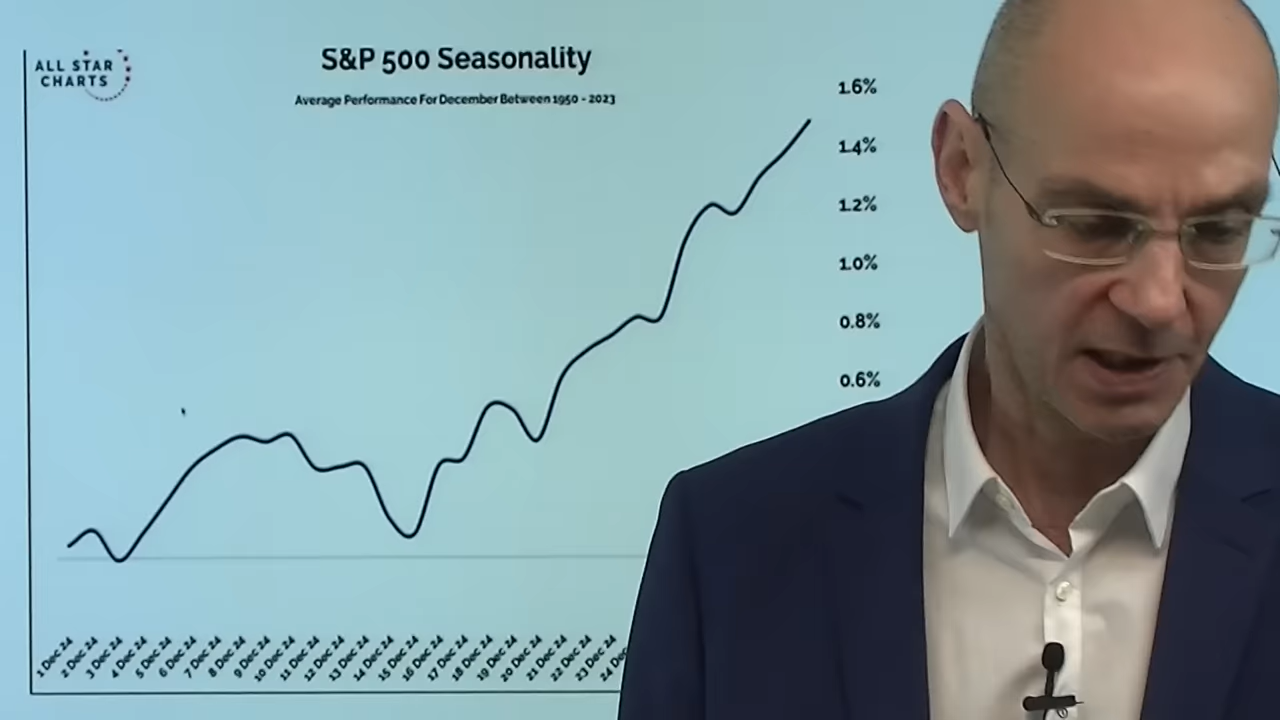 ALL STAR
CHARTS
S&P 500 Seasonality
Average Performance For December Between 1950 - 2023
1.6%
1.4%
1.2%
1.0%
0.8%
0.6%
1 Dec 24
2 Dec 24
3 Dec 24
4 Dec 24
5 Dec 24
6 Dec 24
7 Dec 24
8 Dec 24
9 Dec 24
10 Dec 24
11 Dec 24
12 Dec 24
13 Dec 24
14 Dec 24
15 Dec 24
16 Dec 24
17 Dec 24
18 Dec 24
19 Dec 24
20 Dec 24
21 Dec 24
22 Dec 24
23 Dec 24
24 Dec